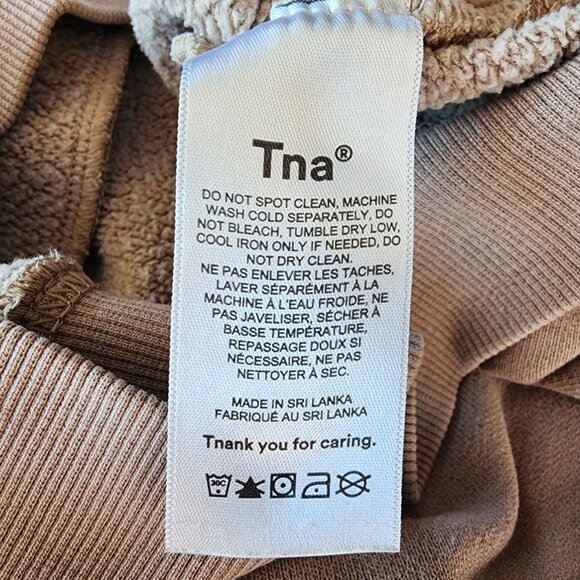 Tna®
DO NOT SPOT CLEAN, MACHINE
WASH COLD SEPARATELY, DO
NOT BLEACH, TUMBLE DRY LOW,
COOL IRON ONLY IF NEEDED, DO
NOT DRY CLEAN.
NE PAS ENLEVER LES TACHES,
LAVER SÉPARÉMENT À LA
MACHINE À L'EAU FROIDE, NE
PAS JAVELISER, SÉCHER À
BASSE TEMPÉRATURE,
REPASSAGE DOUX SI
NÉCESSAIRE, NE PAS
NETTOYER À SEC.
MADE IN SRI LANKA
FABRIQUÉ AU SRI LANKA
Tnank you for caring.
30C